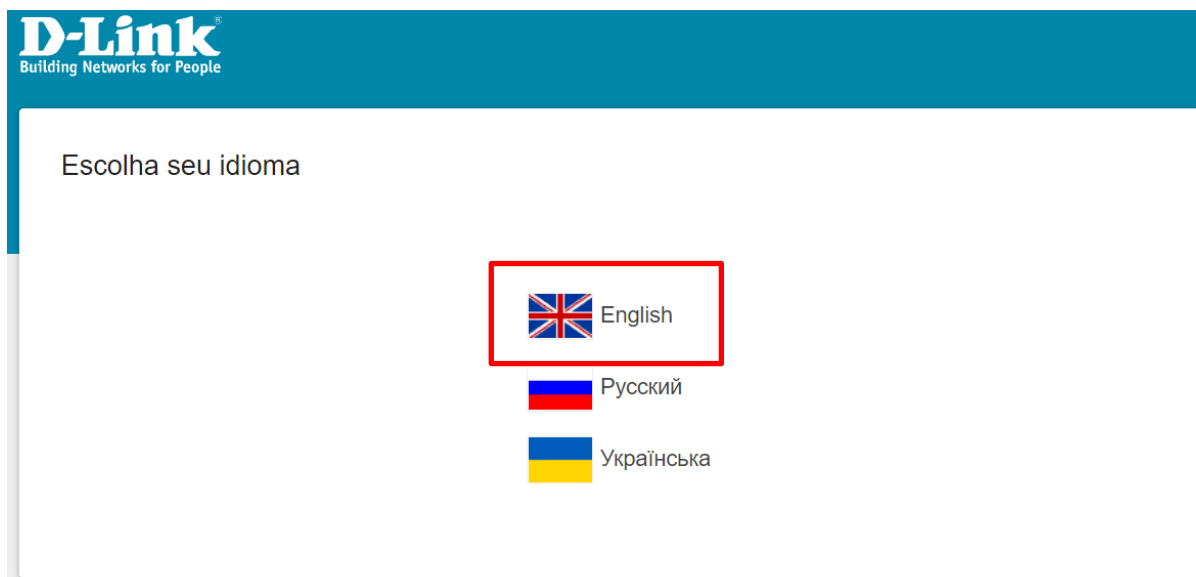 D-Link®
Building Networks for People
Escolha seu idioma
English
Русский
Українська